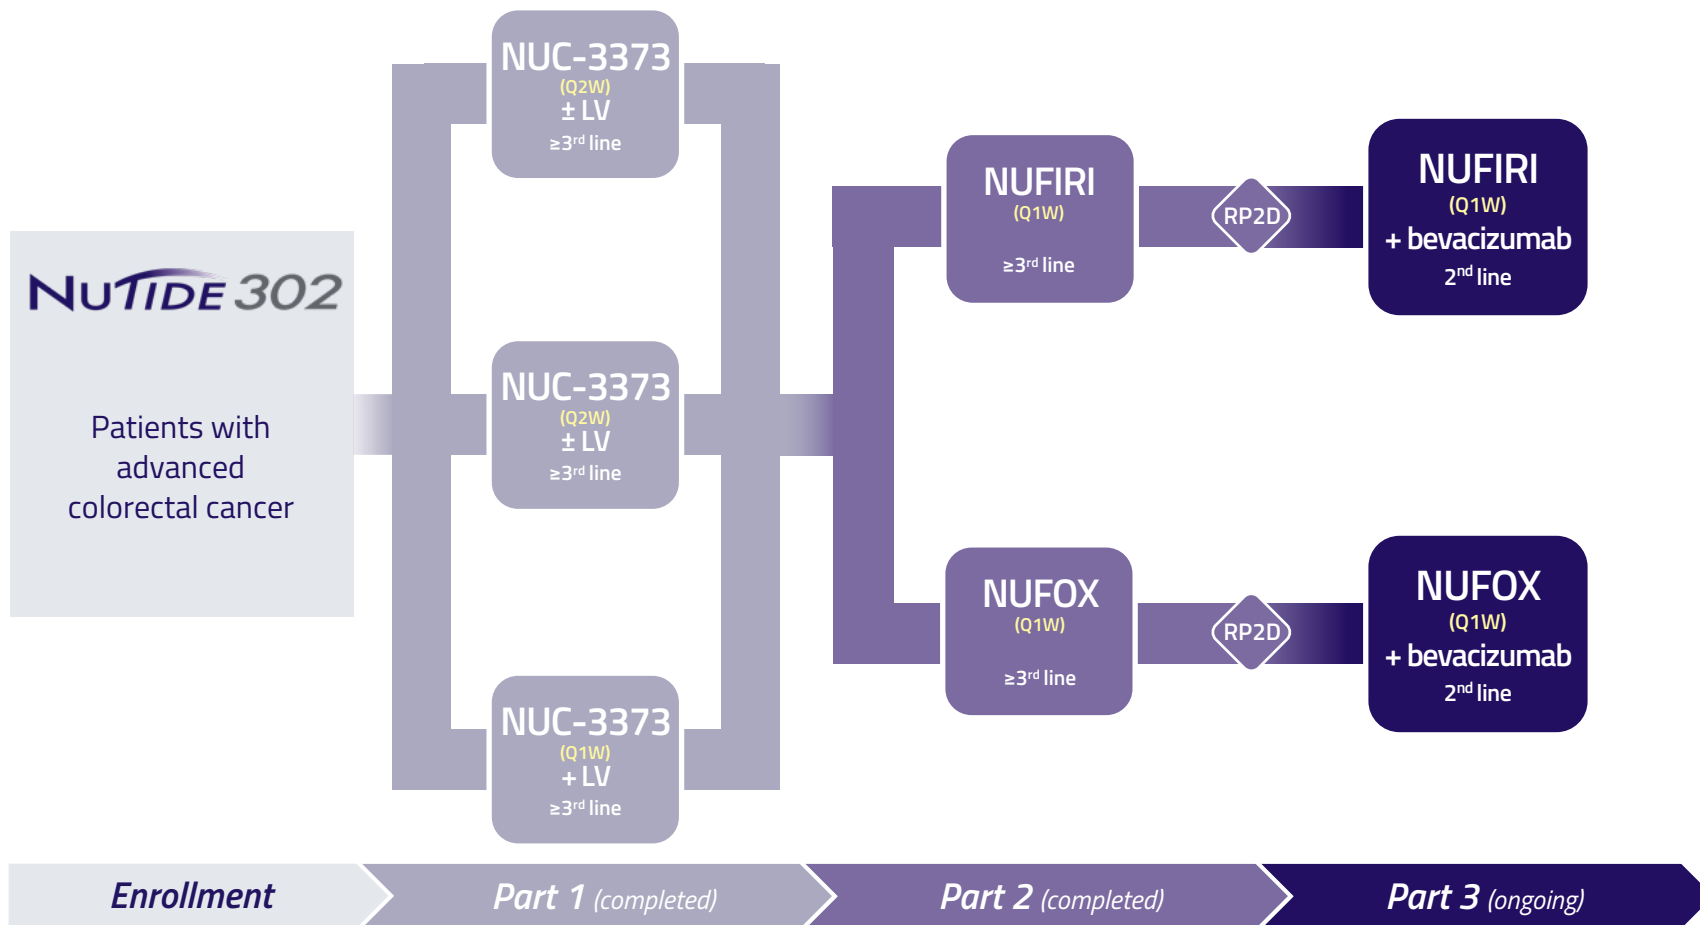 NUTIDE 302
Patients with
advanced
colorectal cancer
NUC-3373
(Q2W)
± LV
≥3rd line
NUC-3373
(Q2W)
± LV
≥3rd line
NUC-3373
(Q1W)
+ LV
≥3rd line
NUFIRI
(Q1W)
≥3rd line
NUFOX
(Q1W)
≥3rd line
RP2D
RP2D
NUFIRI
(Q1W)
+ bevacizumab
2nd line
NUFOX
(Q1W)
+ bevacizumab
2nd line
Enrollment
Part 1 (completed)
Part 2 (completed)
Part 3 (ongoing)